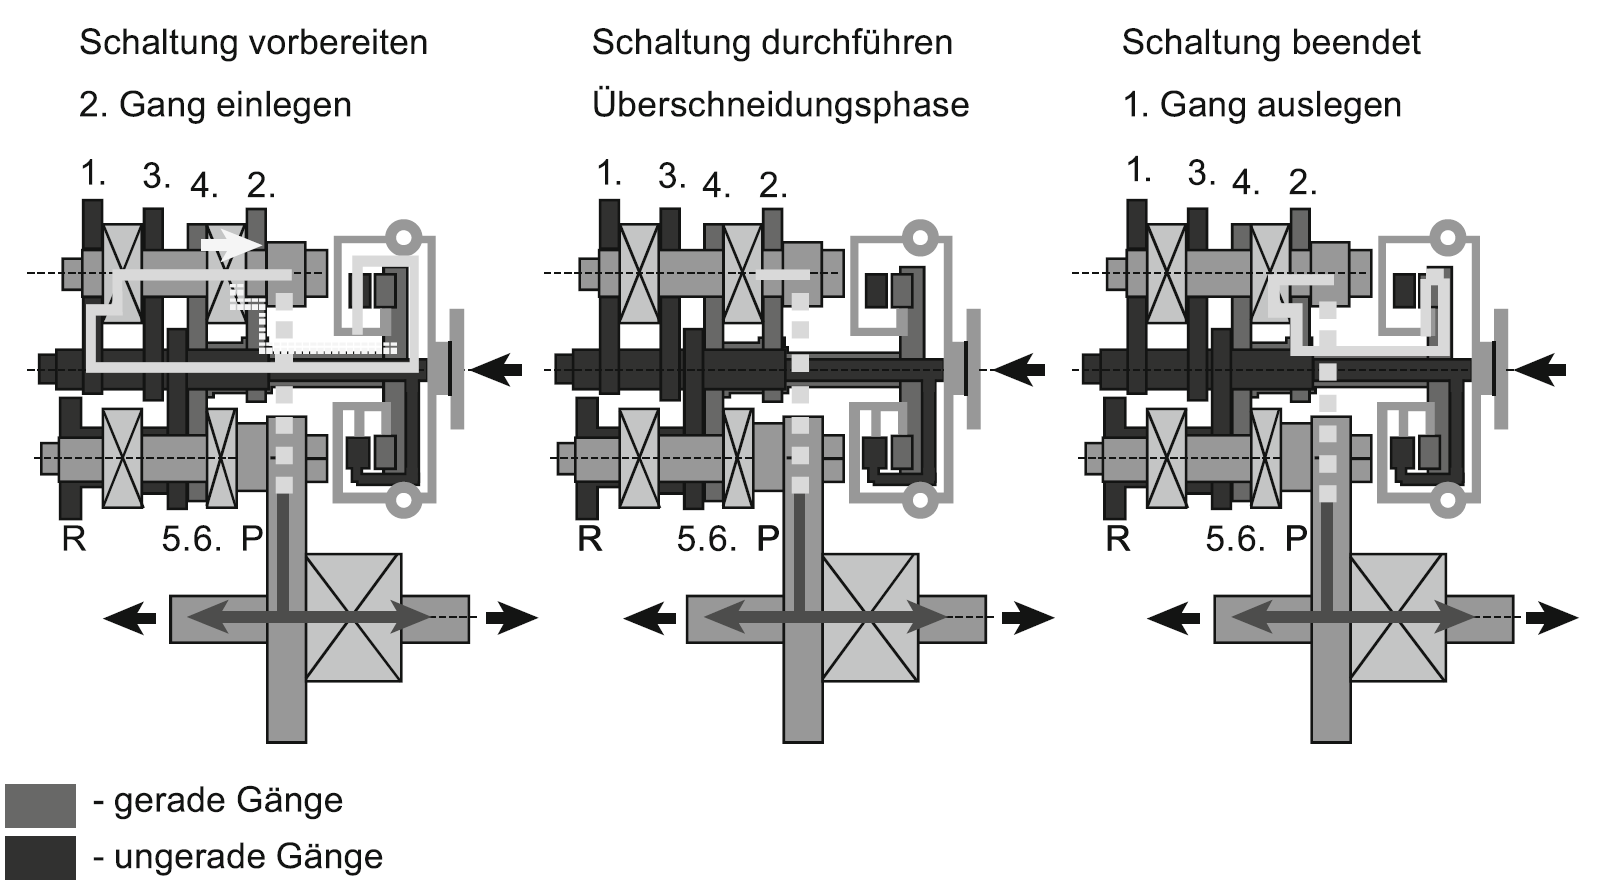 Schaltung vorbereiten
2. Gang einlegen
1. 3. 4. 2.
R 5.6. P
Schaltung durchführen
Überschneidungsphase
1. 3. 4. 2.
R 5.6. P
Schaltung beendet
1. Gang auslegen
1. 3. 4. 2.
R 5.6. P
- gerade Gänge
- ungerade Gänge